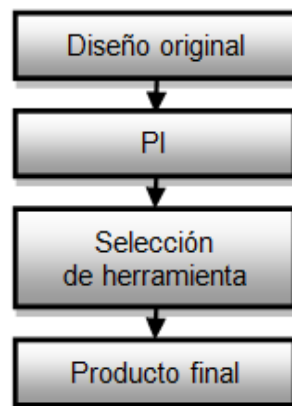 Diseño original
PI
Selección
de herramienta
Producto final